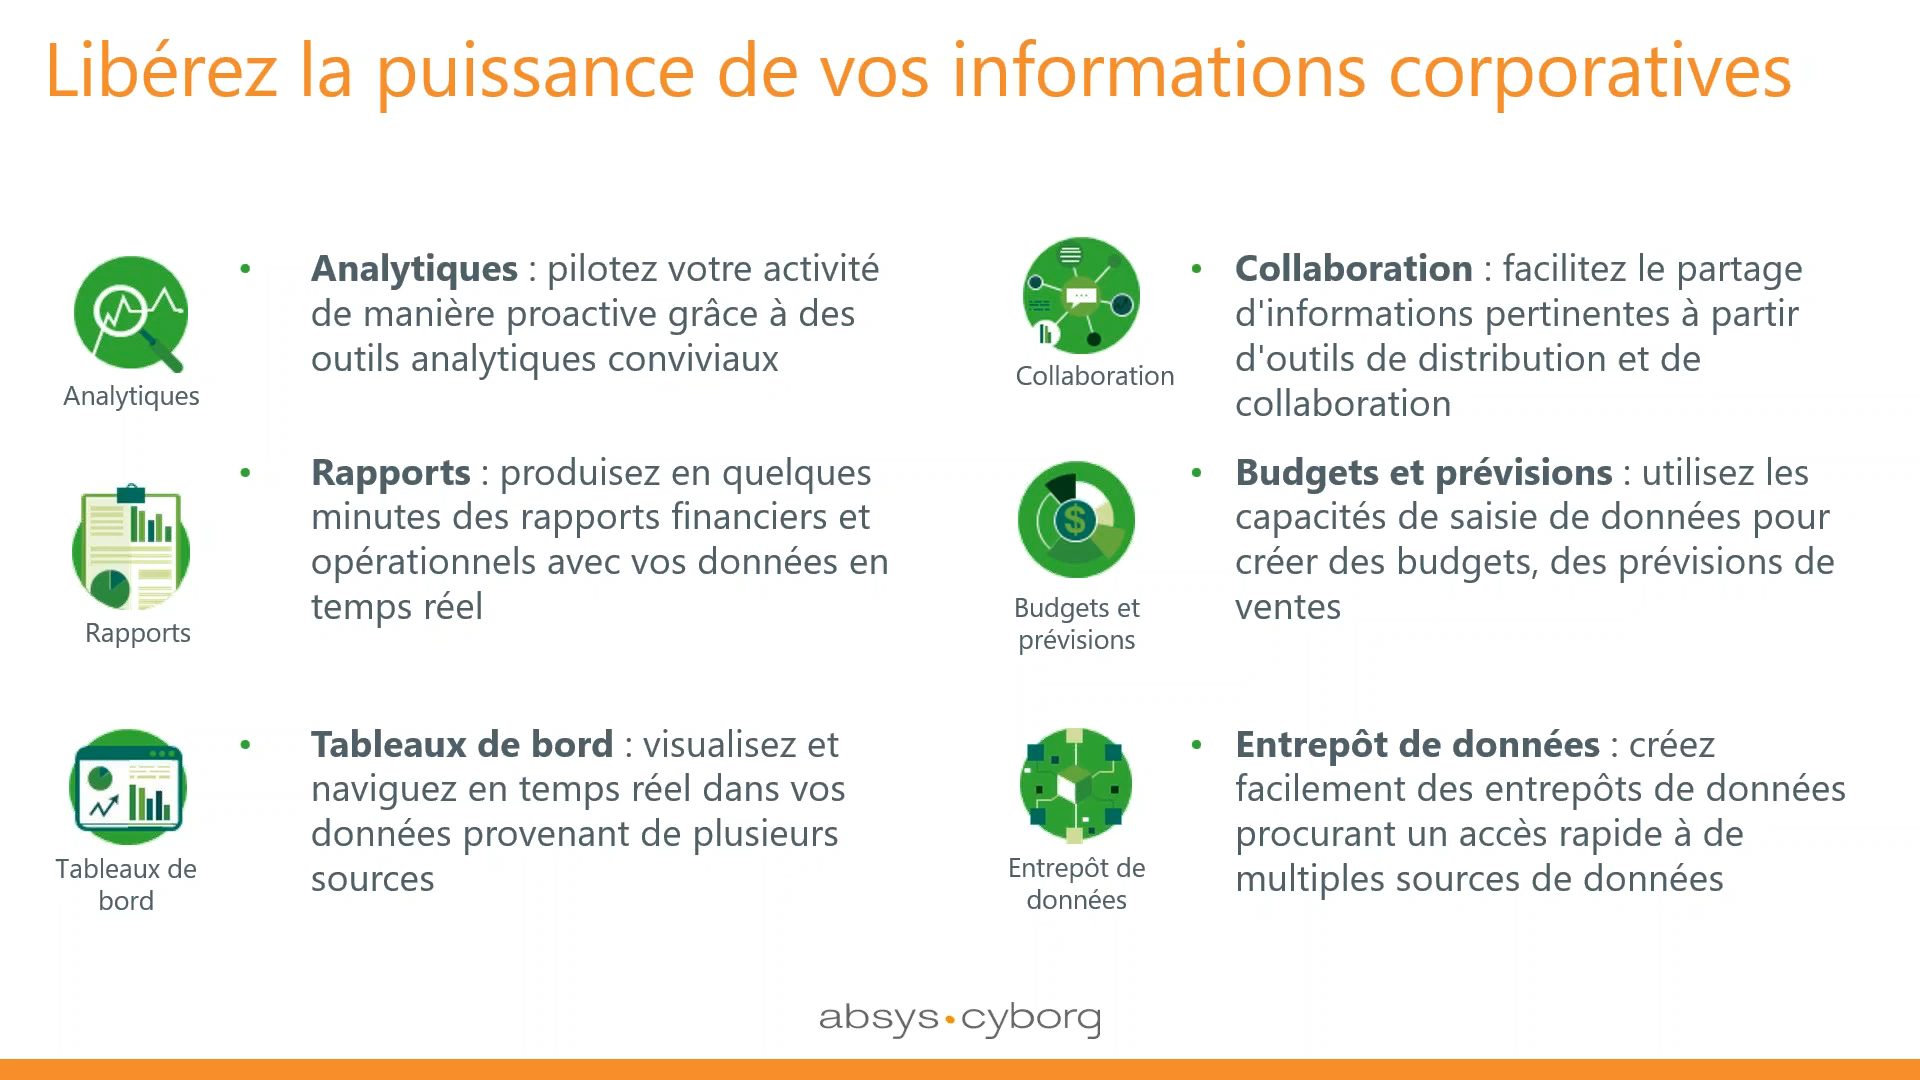 Libérez la puissance de vos informations corporatives
Analytiques
• Analytiques : pilotez votre activité
de manière proactive grâce à des
outils analytiques conviviaux
Rapports
• Rapports : produisez en quelques
minutes des rapports financiers et
opérationnels avec vos données en
temps réel
Tableaux de
bord
• Tableaux de bord : visualisez et
naviguez en temps réel dans vos
données provenant de plusieurs
sources
Collaboration
• Collaboration : facilitez le partage
d'informations pertinentes à partir
d'outils de distribution et de
collaboration
Budgets et
prévisions
• Budgets et prévisions : utilisez les
capacités de saisie de données pour
créer des budgets, des prévisions de
ventes
Entrepôt de
données
• Entrepôt de données : créez
facilement des entrepôts de données
procurant un accès rapide à de
multiples sources de données
absys•cyborg